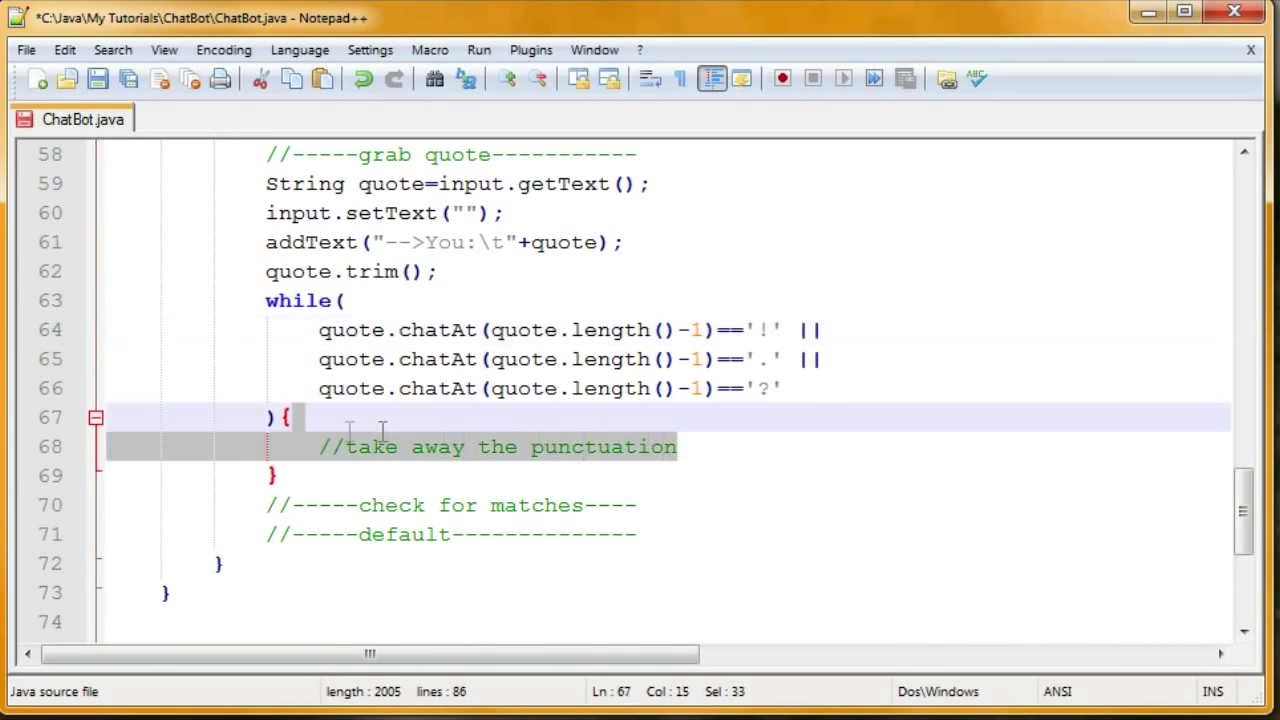 *C:\Java\My Tutorials\ChatBot\ChatBot.java - Notepad++
File Edit Search View Encoding Language Settings Macro Run Plugins Window ? X
ABC
ChatBot.java
58 //-----grab quote-----------
59 String quote=input.getText();
60 input.setText("");
61 addText("-->You:\t"+quote);
62 quote.trim();
63 while(
64 quote.chatAt(quote.length()-1)=='!' ||
65 quote.chatAt(quote.length()-1)=='.' ||
66 quote.chatAt(quote.length()-1)=='?'
67 ){
68 //take away the punctuation
69 }
70 //-----check for matches----
71 //-----default--------------
72 }
73 }
74
Java source file length : 2005 lines : 86 Ln : 67 Col : 15 Sel : 33 Dos\Windows ANSI INS